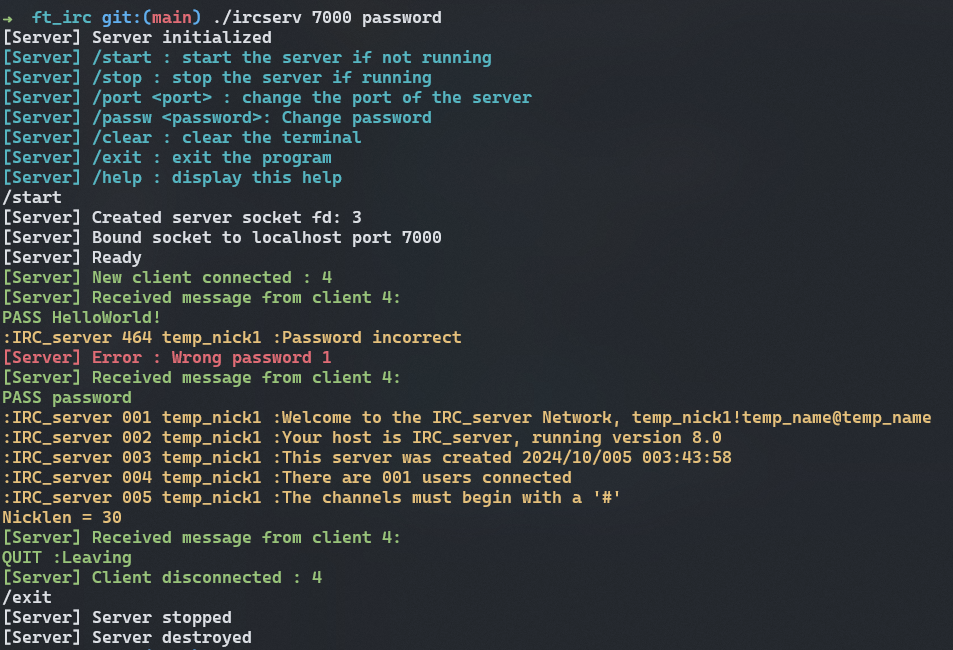 → ft_irc git:(main) ./ircserv 7000 password
[Server] Server initialized
[Server] /start : start the server if not running
[Server] /stop : stop the server if running
[Server] /port <port> : change the port of the server
[Server] /passw <password>: Change password
[Server] /clear : clear the terminal
[Server] /exit : exit the program
[Server] /help : display this help
/start
[Server] Created server socket fd: 3
[Server] Bound socket to localhost port 7000
[Server] Ready
[Server] New client connected : 4
[Server] Received message from client 4:
PASS HelloWorld!
:IRC_server 464 temp_nick1 :Password incorrect
[Server] Error : Wrong password 1
[Server] Received message from client 4:
PASS password
:IRC_server 001 temp_nick1 :Welcome to the IRC_server Network, temp_nick1!temp_name@temp_name
:IRC_server 002 temp_nick1 :Your host is IRC_server, running version 8.0
:IRC_server 003 temp_nick1 :This server was created 2024/10/005 003:43:58
:IRC_server 004 temp_nick1 :There are 001 users connected
:IRC_server 005 temp_nick1 :The channels must begin with a '#'
Nicklen = 30
[Server] Received message from client 4:
QUIT :Leaving
[Server] Client disconnected : 4
/exit
[Server] Server stopped
[Server] Server destroyed